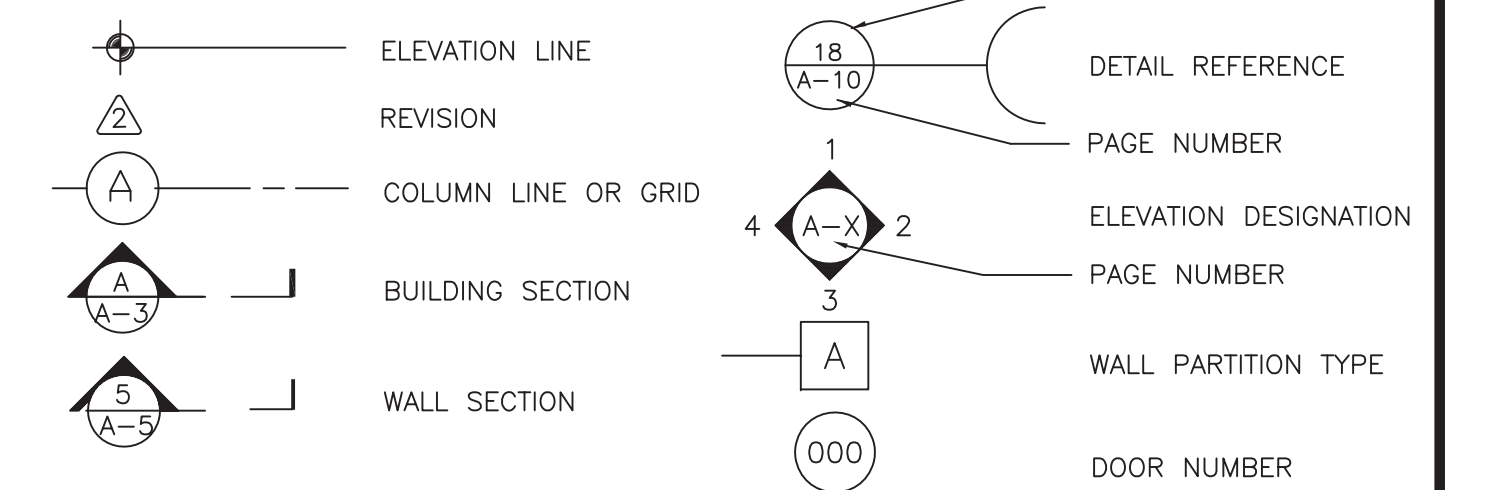 ELEVATION LINE
2
REVISION
A
COLUMN LINE OR GRID
A
A-3
BUILDING SECTION
5
A-5
WALL SECTION
18
A-10
DETAIL REFERENCE
PAGE NUMBER
1
4
A-X
2
3
ELEVATION DESIGNATION
PAGE NUMBER
A
WALL PARTITION TYPE
000
DOOR NUMBER